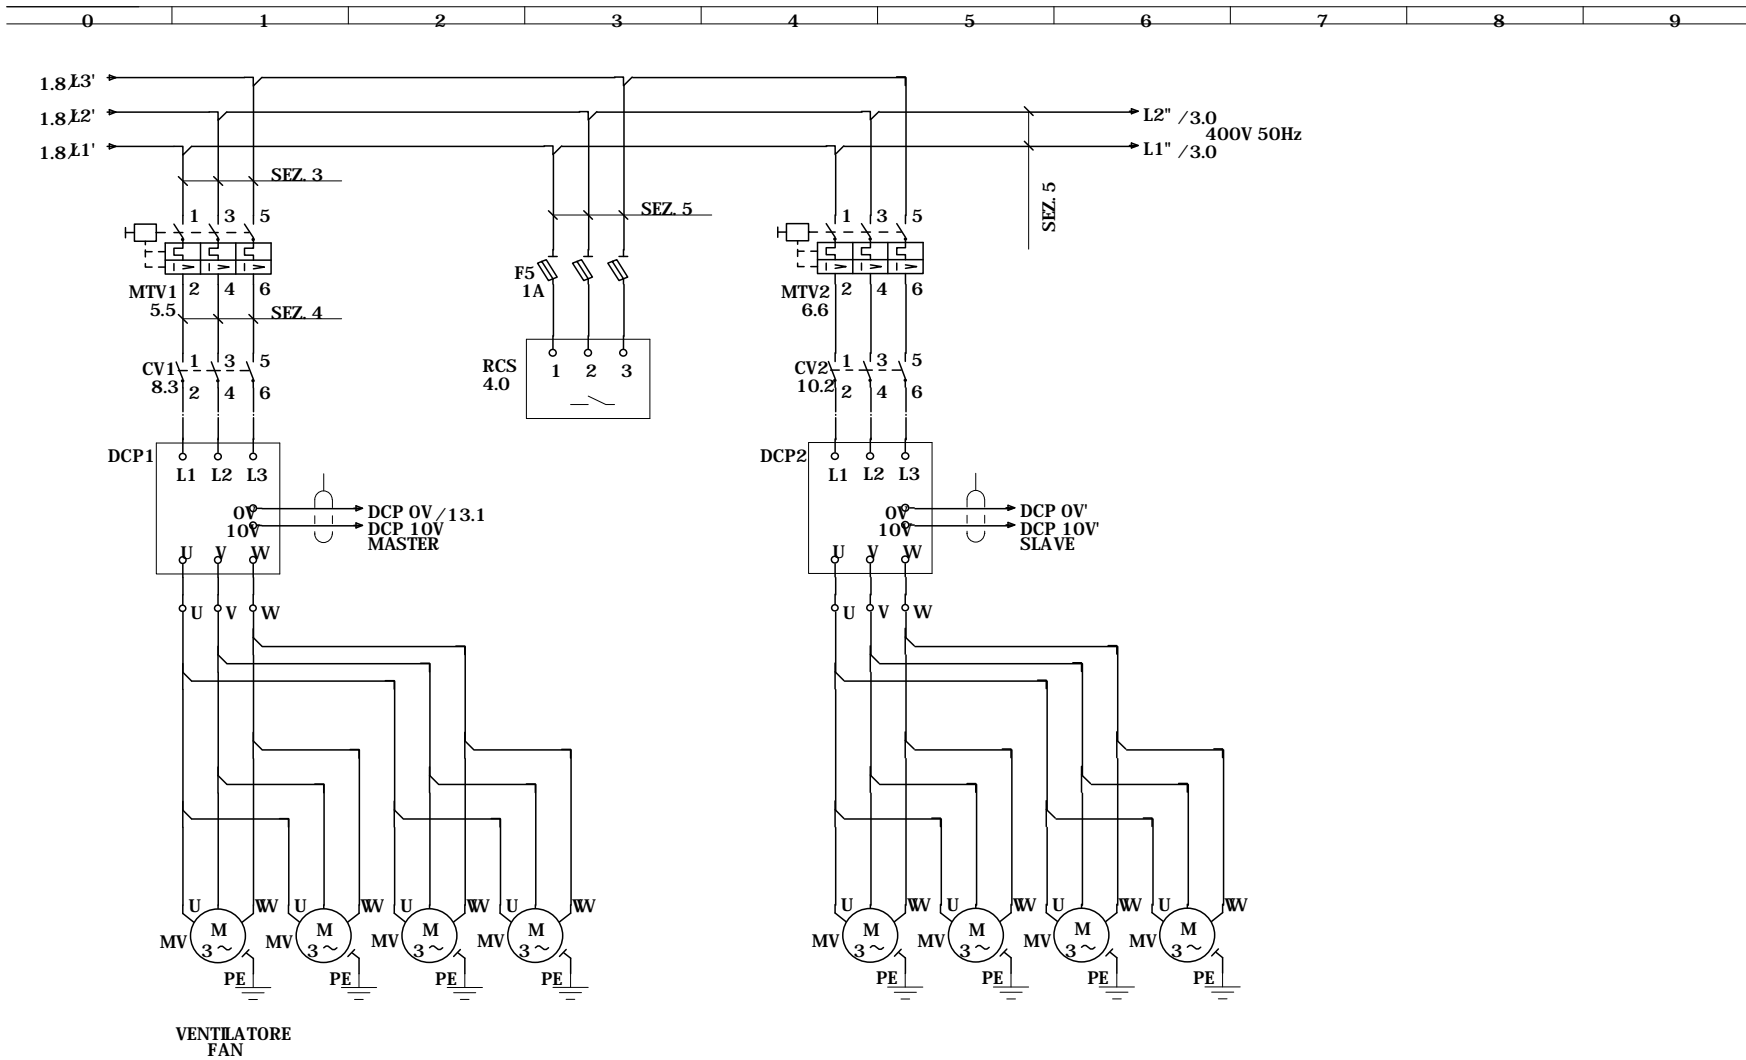 0 1 2 3 4 5 6 7 8 9
1.8/L3'
1.8/L2' L2" /3.0
400V 50Hz
1.8/L1' L1" /3.0
SEZ. 3
SEZ. 5
SEZ. 5
1 3 5 1 3 5
F5
1A
MTV1 2 4 6
5.5
MTV2 2 4 6
6.6
SEZ. 4
CV1 1 3 5
8.3 2 4 6
RCS 1 2 3
4.0
CV2 1 3 5
10.2 2 4 6
DCP1 DCP2
L1 L2 L3 L1 L2 L3
0V DCP 0V /13.1
10V DCP 10V
MASTER
0V DCP 0V'
10V DCP 10V'
SLAVE
U V W U V W
U V W U V W
U W U W U W U W U W U W U W U W
M M M M M M M M
MV 3~ MV 3~ MV 3~ MV 3~ MV 3~ MV 3~ MV 3~ MV 3~
PE PE PE PE PE PE PE PE
VENTILATORE
FAN